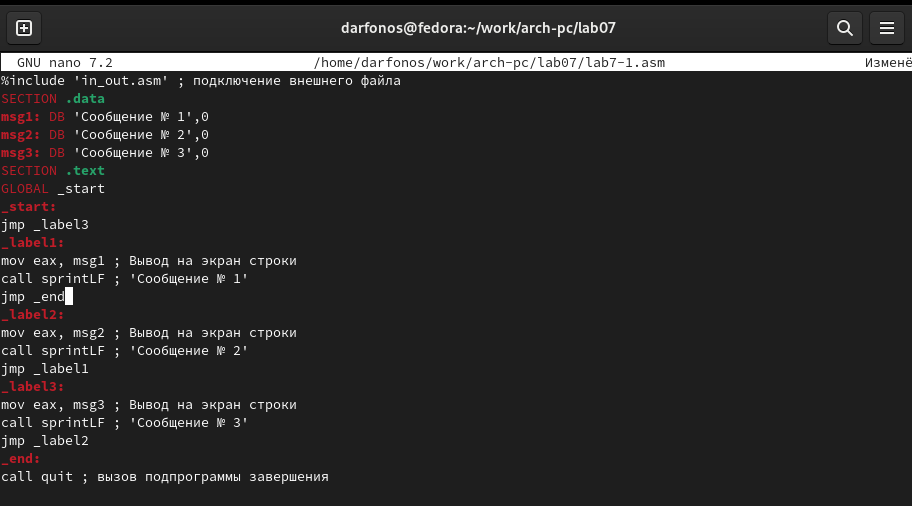 darfonos@fedora:~/work/arch-pc/lab07
GNU nano 7.2 /home/darfonos/work/arch-pc/lab07/lab7-1.asm Изменё
%include 'in_out.asm' ; подключение внешнего файла
SECTION .data
msg1: DB 'Сообщение № 1',0
msg2: DB 'Сообщение № 2',0
msg3: DB 'Сообщение № 3',0
SECTION .text
GLOBAL _start
_start:
jmp _label3
_label1:
mov eax, msg1 ; Вывод на экран строки
call sprintLF ; 'Сообщение № 1'
jmp _end
_label2:
mov eax, msg2 ; Вывод на экран строки
call sprintLF ; 'Сообщение № 2'
jmp _label1
_label3:
mov eax, msg3 ; Вывод на экран строки
call sprintLF ; 'Сообщение № 3'
jmp _label2
_end:
call quit ; вызов подпрограммы завершения